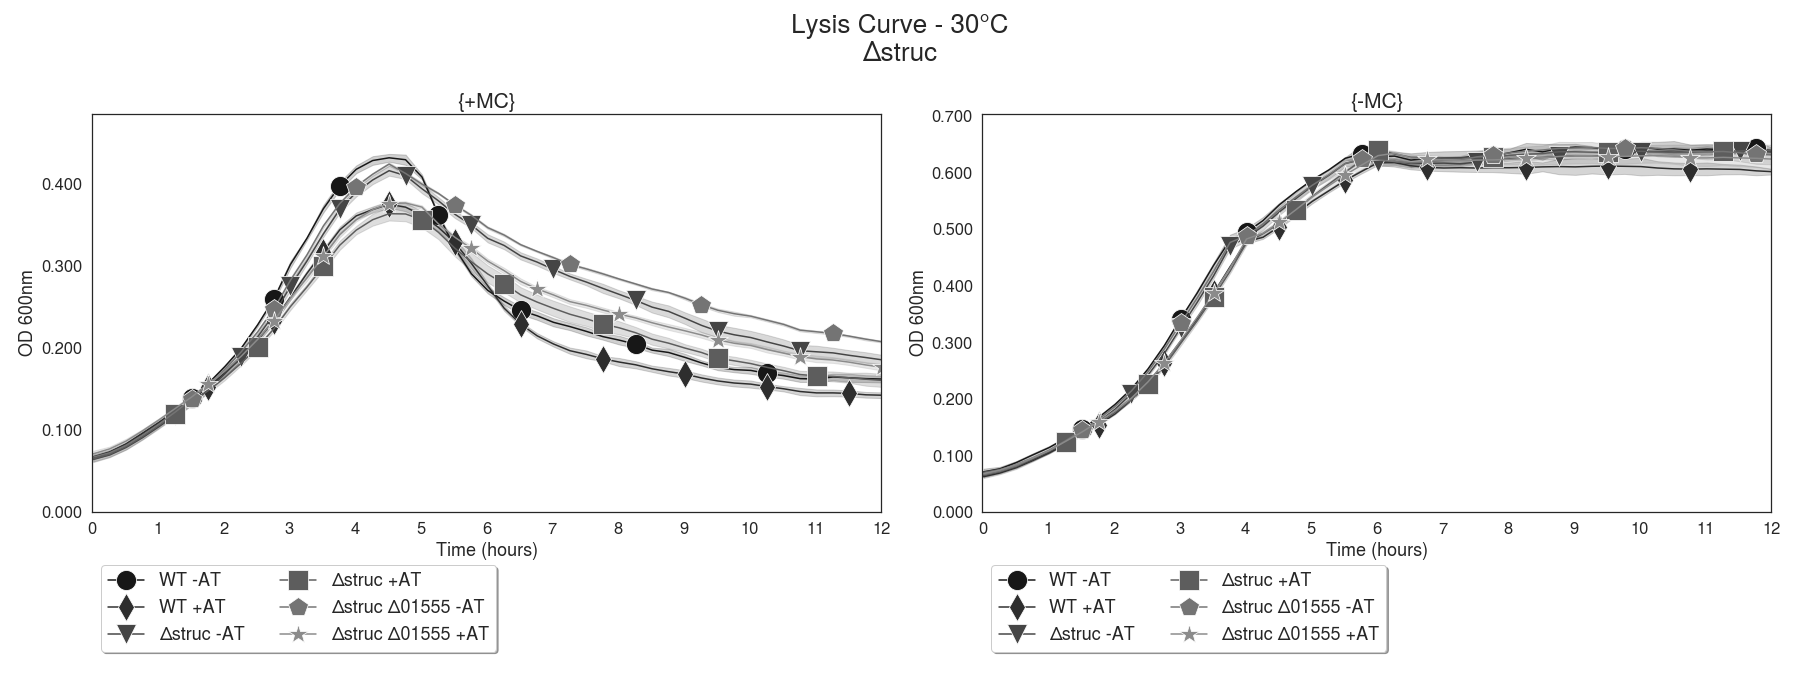 Lysis Curve - 30°C
Δstruc
{+MC}
OD 600nm
0.400
0.300
0.200
0.100
0.000
0 1 2 3 4 5 6 7 8 9 10 11 12
Time (hours)
WT -AT
WT +AT
Δstruc -AT
Δstruc +AT
Δstruc Δ01555 -AT
Δstruc Δ01555 +AT
{-MC}
OD 600nm
0.700
0.600
0.500
0.400
0.300
0.200
0.100
0.000
0 1 2 3 4 5 6 7 8 9 10 11 12
Time (hours)
WT -AT
WT +AT
Δstruc -AT
Δstruc +AT
Δstruc Δ01555 -AT
Δstruc Δ01555 +AT